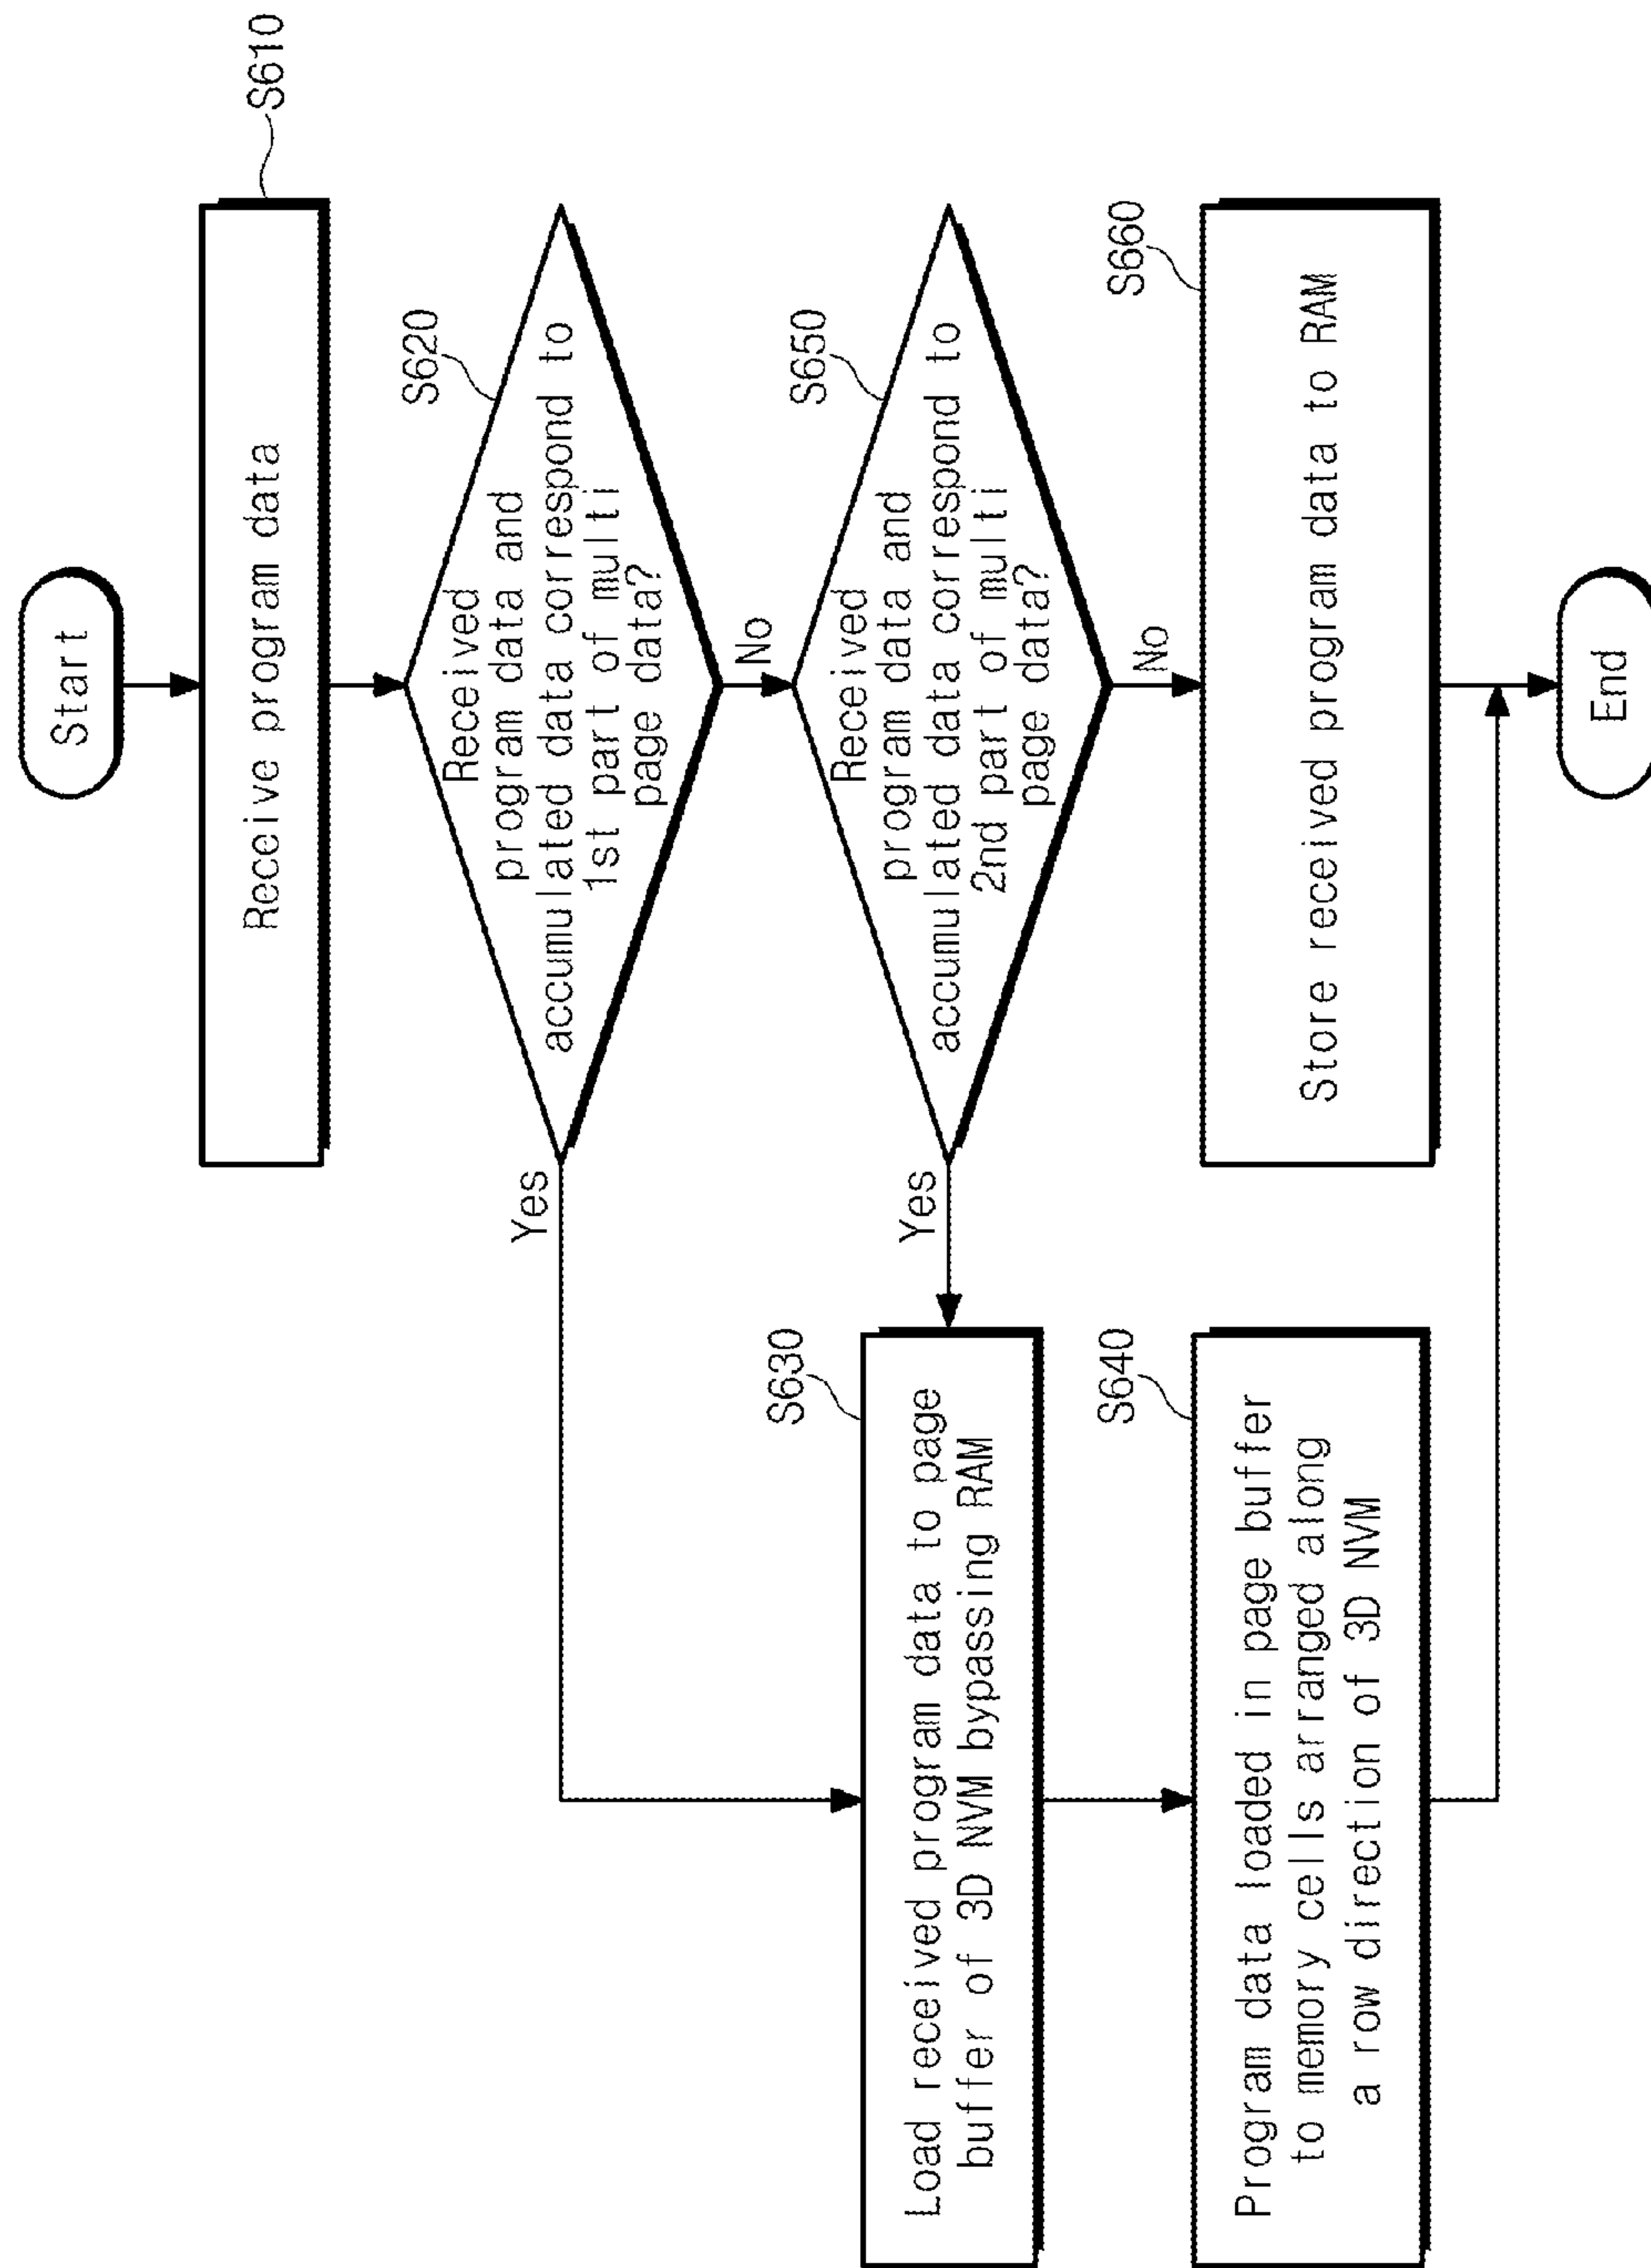 Start
S610
Receive program data
S620
Received
program data and
accumulated data correspond to
1st part of multi
page data?
Yes
No
S650
Received
program data and
accumulated data correspond to
2nd part of multi
page data?
Yes
No
S630
Load received program data to page
buffer of 3D NVM bypassing RAM
S640
Program data loaded in page buffer
to memory cells arranged along
a row direction of 3D NVM
S660
Store received program data to RAM
End